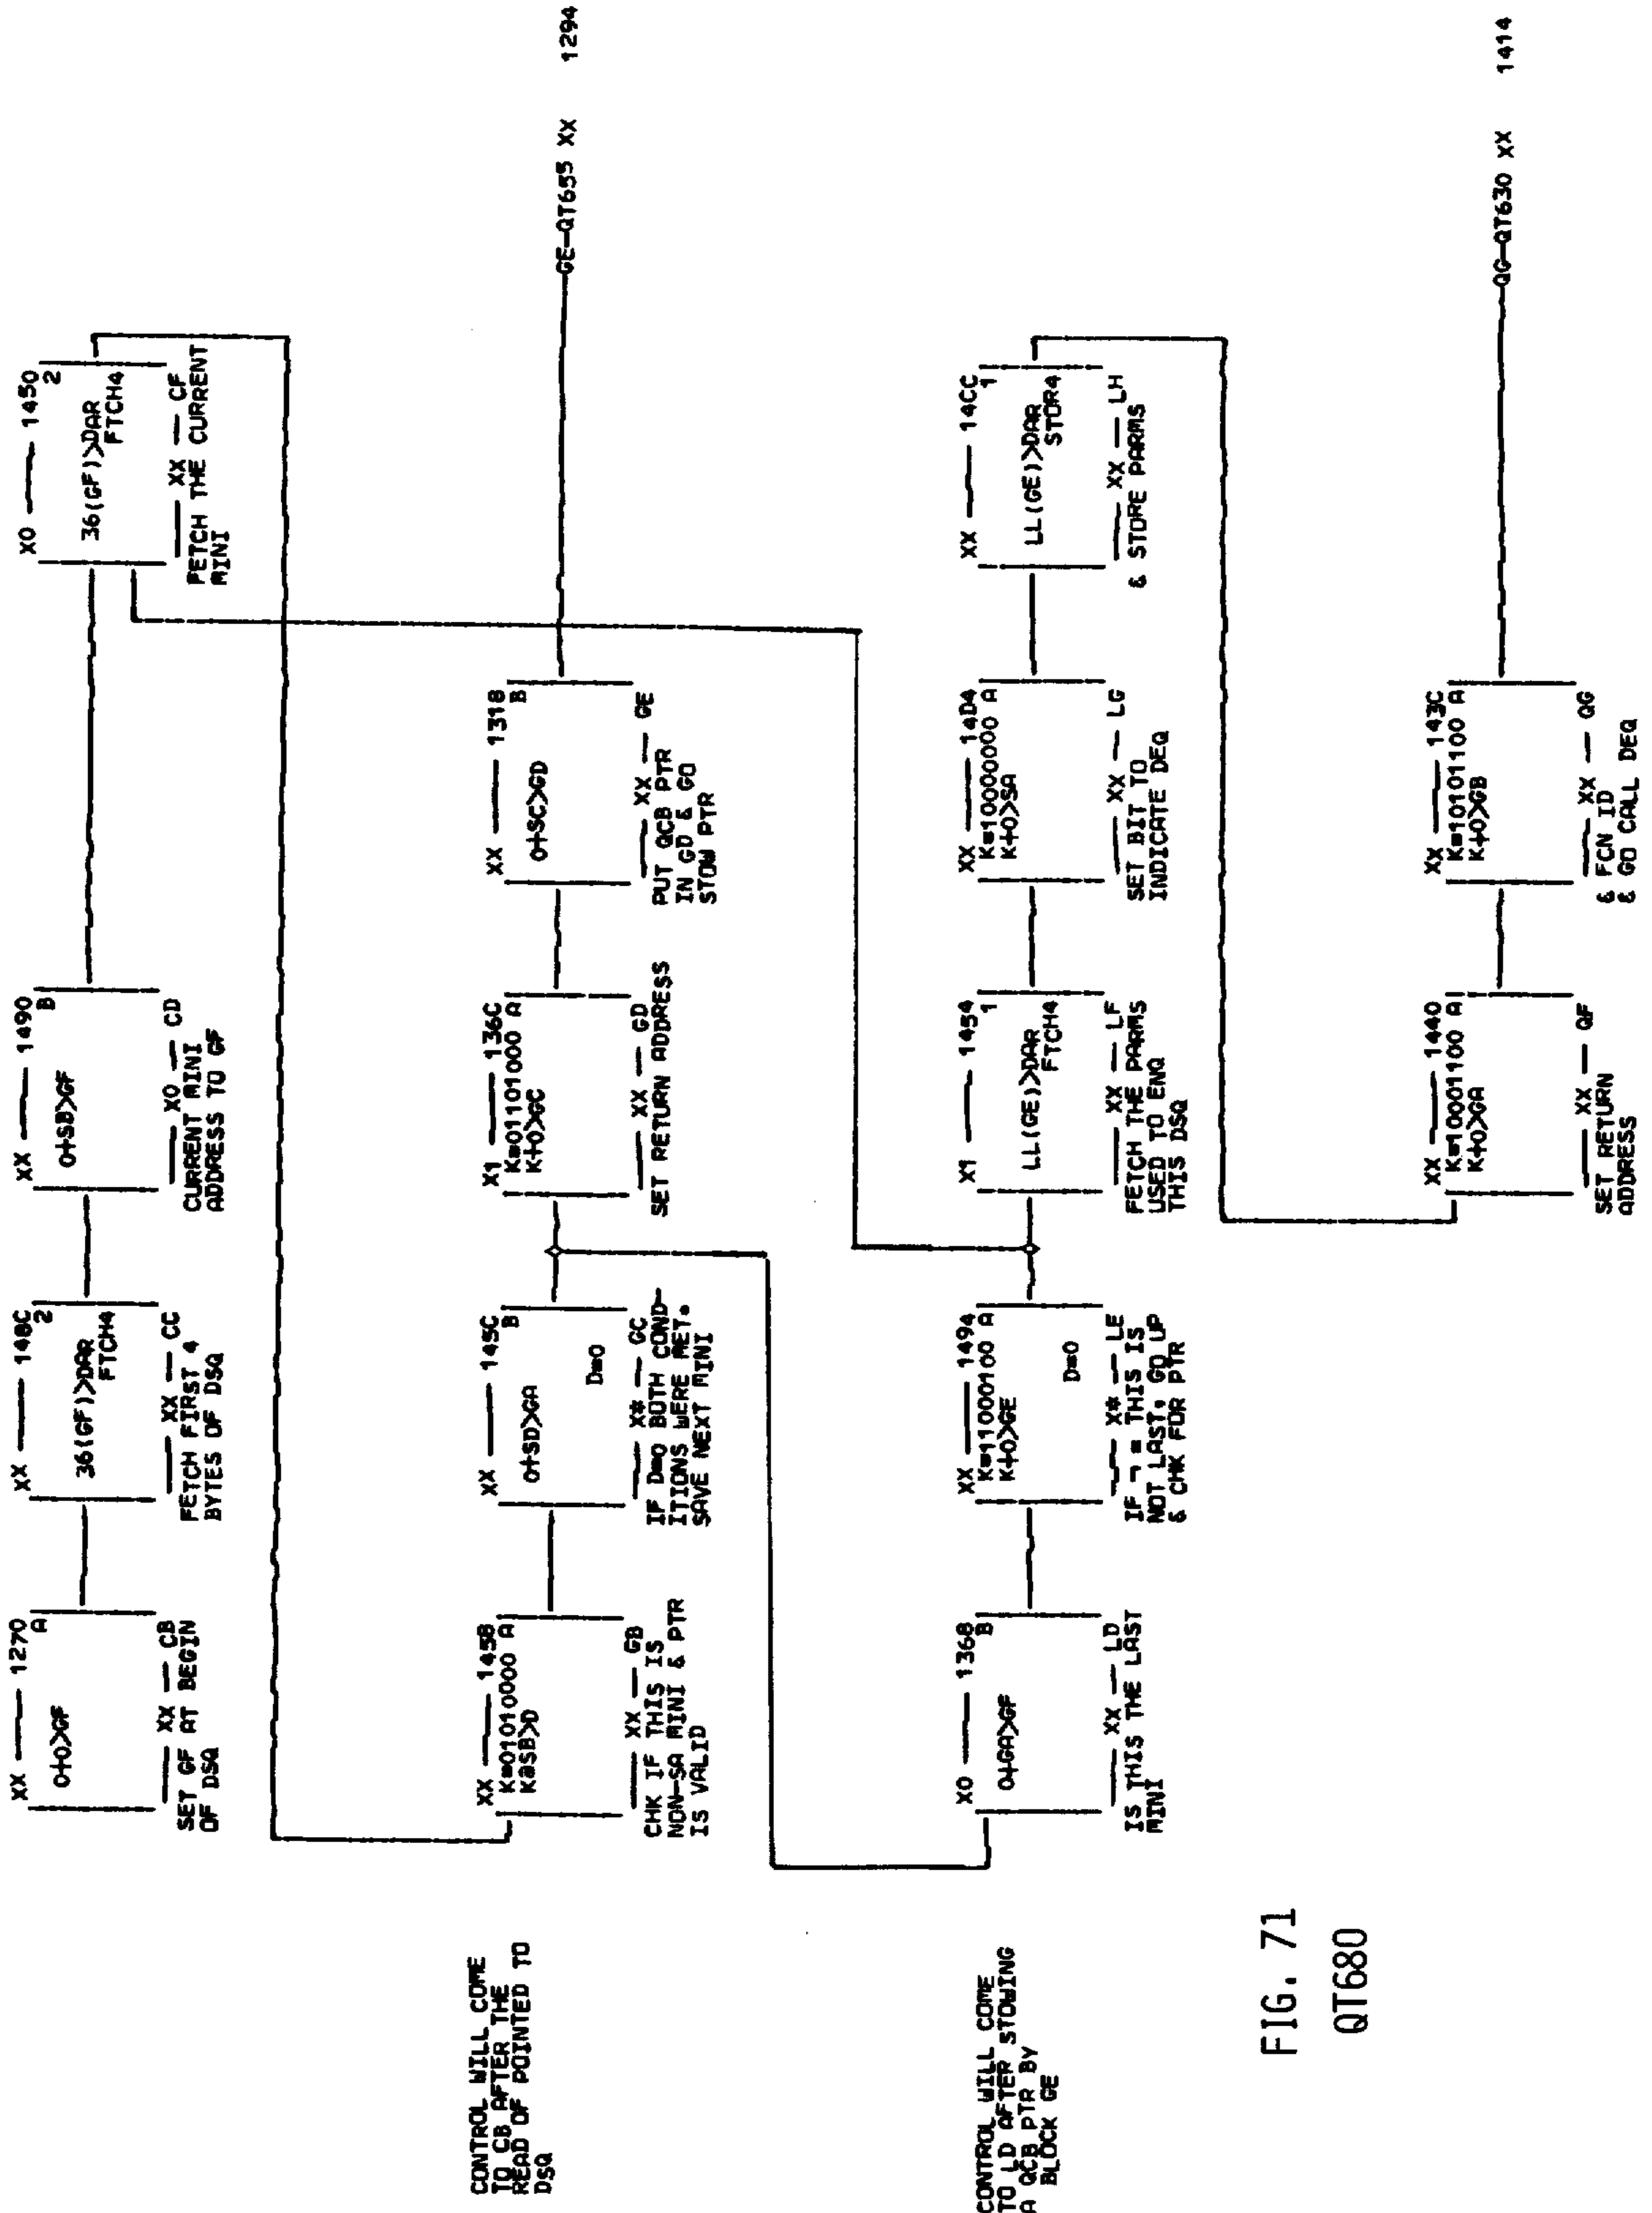 XX — 1270
A
0+0>GF
XX — CB
SET GF AT BEGIN
OF DSQ
XX — 148C
2
36(GF)>DAR
FTCH4
XX — CC
FETCH FIRST 4
BYTES OF DSQ
XX — 1490
B
0+SB>GF
X0 — CD
CURRENT MINI
ADDRESS TO GF
X0 — 1450
2
36(GF)>DAR
FTCH4
XX — CF
FETCH THE CURRENT
MINI
CONTROL WILL COME
TO CB AFTER THE
READ OF POINTED TO
DSQ
XX — 1458
K=01010000 A
K@SB>D
XX — GB
CHK IF THIS IS
NON-SA MINI & PTR
IS VALID
XX — 145C
B
0+SD>GA
D=0
X* — GC
IF D=0 BOTH COND-
ITIONS WERE MET.
SAVE NEXT MINI
X1 — 136C
K=01101000 A
K+0>GC
XX — GD
SET RETURN ADDRESS
XX — 1318
B
0+SC>GD
XX — GE
PUT QCB PTR
IN GD & GO
STOW PTR
GE-QT655 XX 1294
CONTROL WILL COME
TO LD AFTER STOWING
A QCB PTR BY
BLOCK GE
X0 — 1368
B
0+GA>GF
XX — LD
IS THIS THE LAST
MINI
XX — 1494
K=11000100 A
K+0>GE
D=0
X* — LE
IF ¬ = THIS IS
NOT LAST, GO UP
& CHK FOR PTR
X1 — 1454
1
LL(GE)>DAR
FTCH4
XX — LF
FETCH THE PARMS
USED TO ENQ
THIS DSQ
XX — 14D4
K=10000000 A
K+0>SA
XX — LG
SET BIT TO
INDICATE DEQ
XX — 14CC
1
LL(GE)>DAR
STOR4
XX — LH
& STORE PARMS
XX — 1440
K=10001100 A
K+0>GA
XX — QF
SET RETURN
ADDRESS
XX — 143C
K=10101100 A
K+0>GB
XX — QG
& FCN ID
& GO CALL DEQ
QG-QT630 XX 1414
FIG. 71
QT680